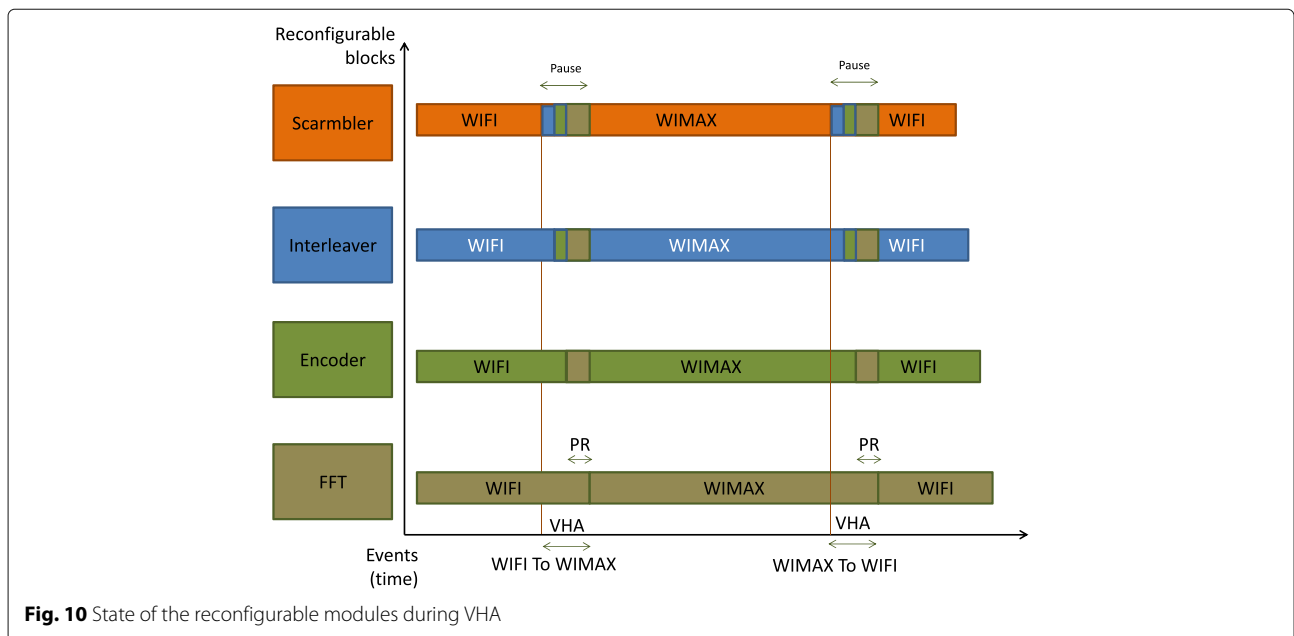 Reconfigurable
blocks
Pause
Pause
Scarmbler
WIFI
WIMAX
WIFI
Interleaver
WIFI
WIMAX
WIFI
Encoder
WIFI
WIMAX
WIFI
PR
PR
FFT
WIFI
WIMAX
WIFI
VHA
VHA
Events
(time)
WIFI To WIMAX
WIMAX To WIFI
Fig. 10 State of the reconfigurable modules during VHA